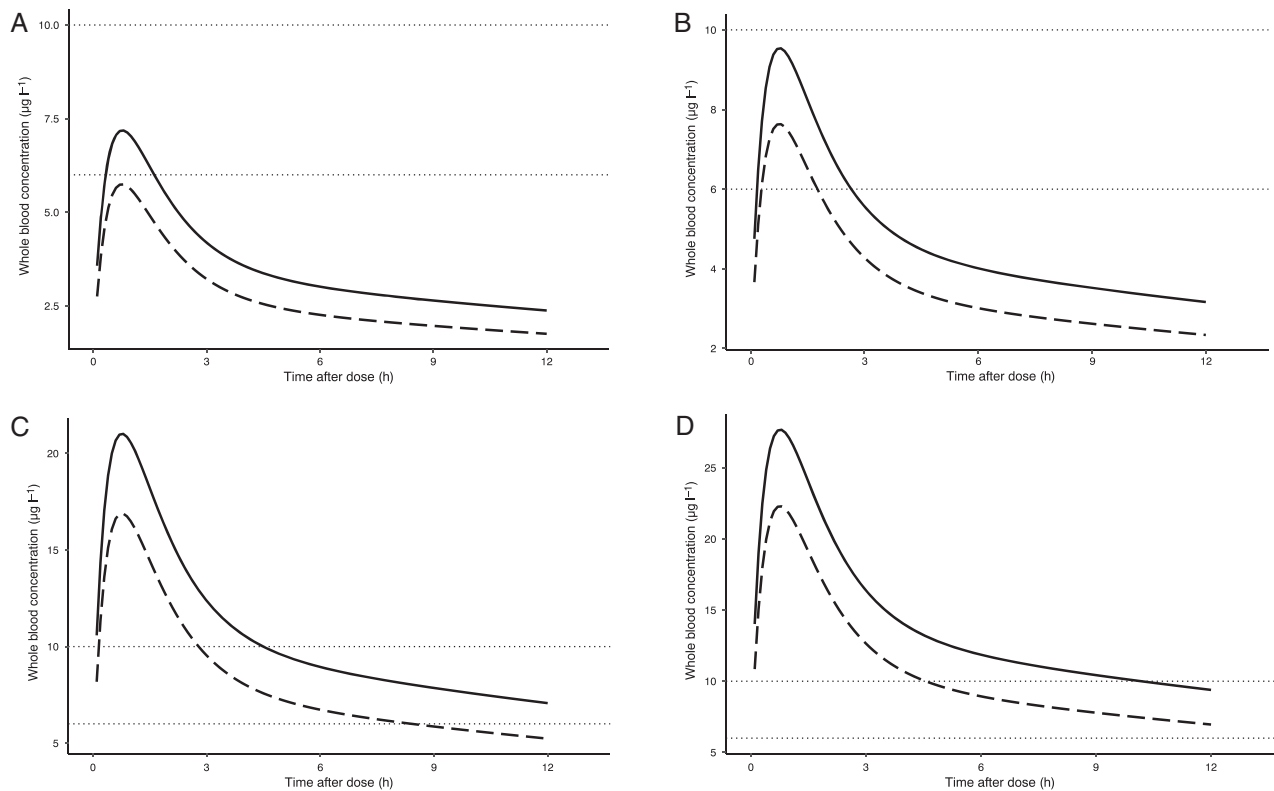 A
Whole blood concentration (µg l⁻¹)
10.0
7.5
5.0
2.5
0 3 6 9 12
Time after dose (h)
B
Whole blood concentration (µg l⁻¹)
10
8
6
4
2
0 3 6 9 12
Time after dose (h)
C
Whole blood concentration (µg l⁻¹)
20
15
10
5
0 3 6 9 12
Time after dose (h)
D
Whole blood concentration (µg l⁻¹)
25
20
15
10
5
0 3 6 9 12
Time after dose (h)